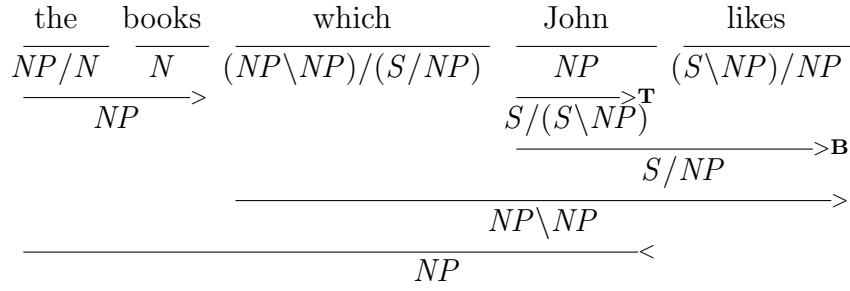 the books which John likes
NP/N N (NP\NP)/(S/NP) NP (S\NP)/NP
> >T
NP S/(S\NP)
>B
S/NP
>
NP\NP
<
NP